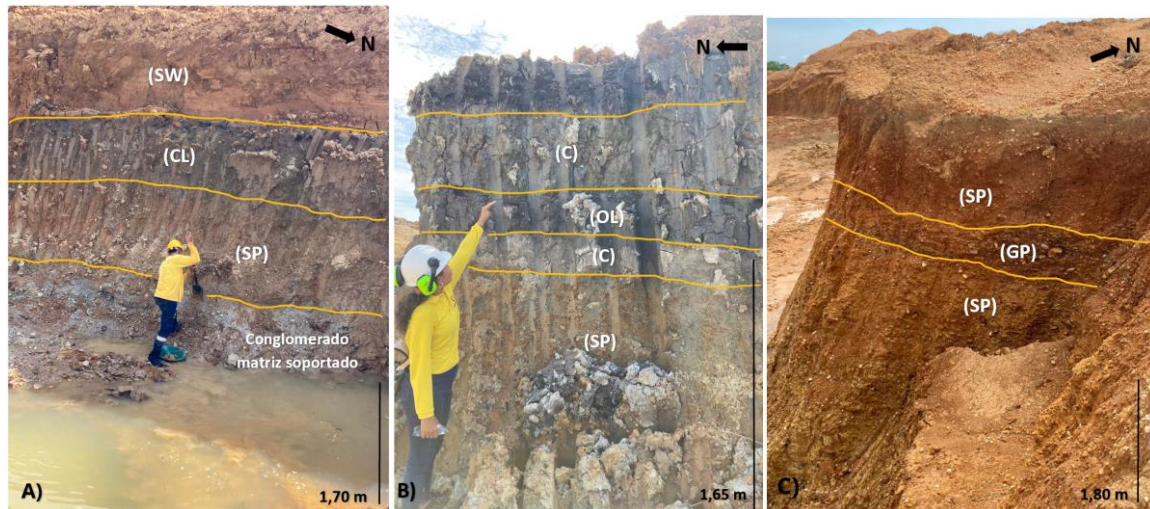 N
(SW)
(CL)
(SP)
Conglomerado
matriz soportado
A)
1,70 m
N
(C)
(OL)
(C)
(SP)
B)
1,65 m
N
(SP)
(GP)
(SP)
C)
1,80 m